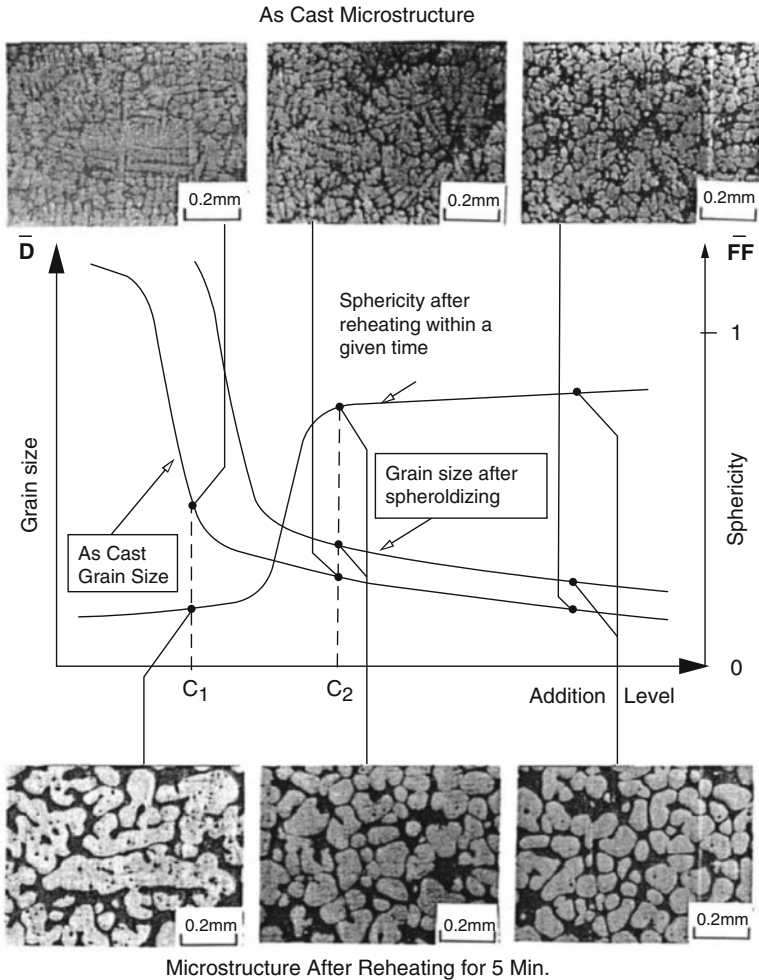 As Cast Microstructure
0.2mm
0.2mm
0.2mm
D̅
F̅F̅
Sphericity after
reheating within a
given time
1
Grain size
Sphericity
Grain size after
spheroldizing
As Cast
Grain Size
0
C₁
C₂
Addition Level
0.2mm
0.2mm
0.2mm
Microstructure After Reheating for 5 Min.